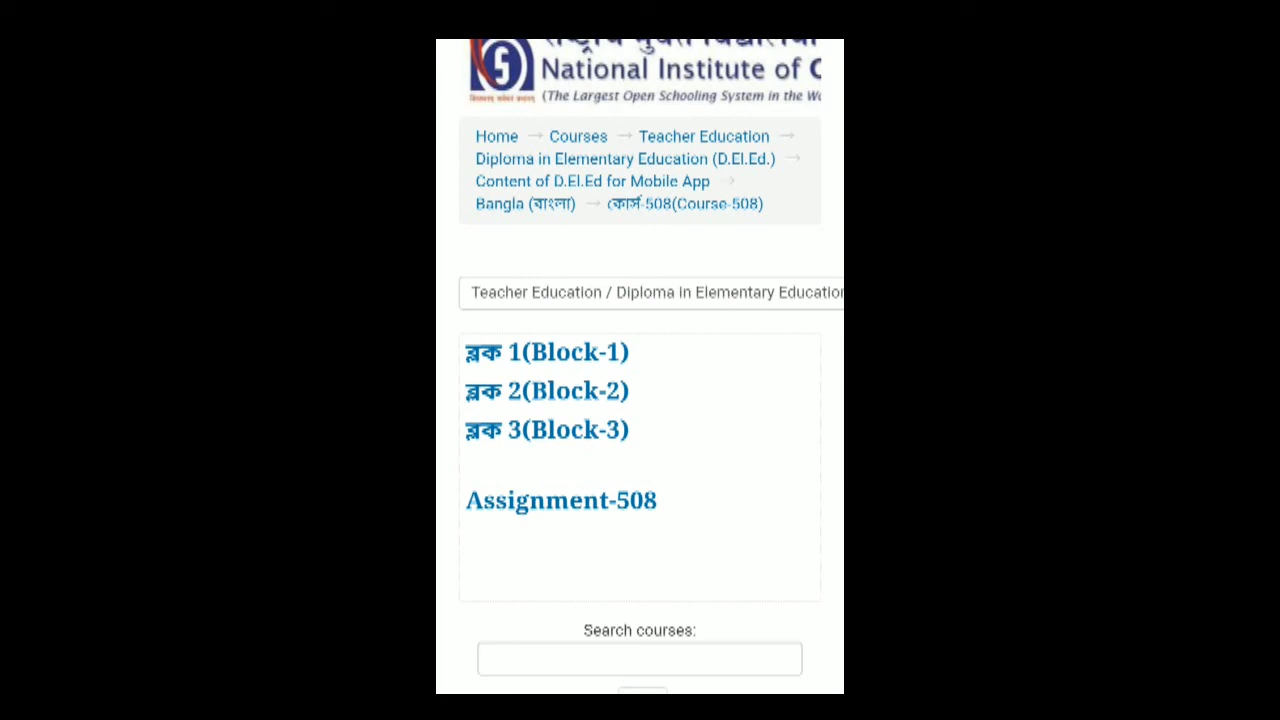 National Institute of
(The Largest Open Schooling System in the
Home → Courses → Teacher Education →
Diploma in Elementary Education (D.El.Ed.) →
Content of D.El.Ed for Mobile App →
Bangla (বাংলা) → কোর্স-508(Course-508)
Teacher Education / Diploma in Elementary Education
ব্লক 1(Block-1)
ব্লক 2(Block-2)
ব্লক 3(Block-3)
Assignment-508
Search courses: